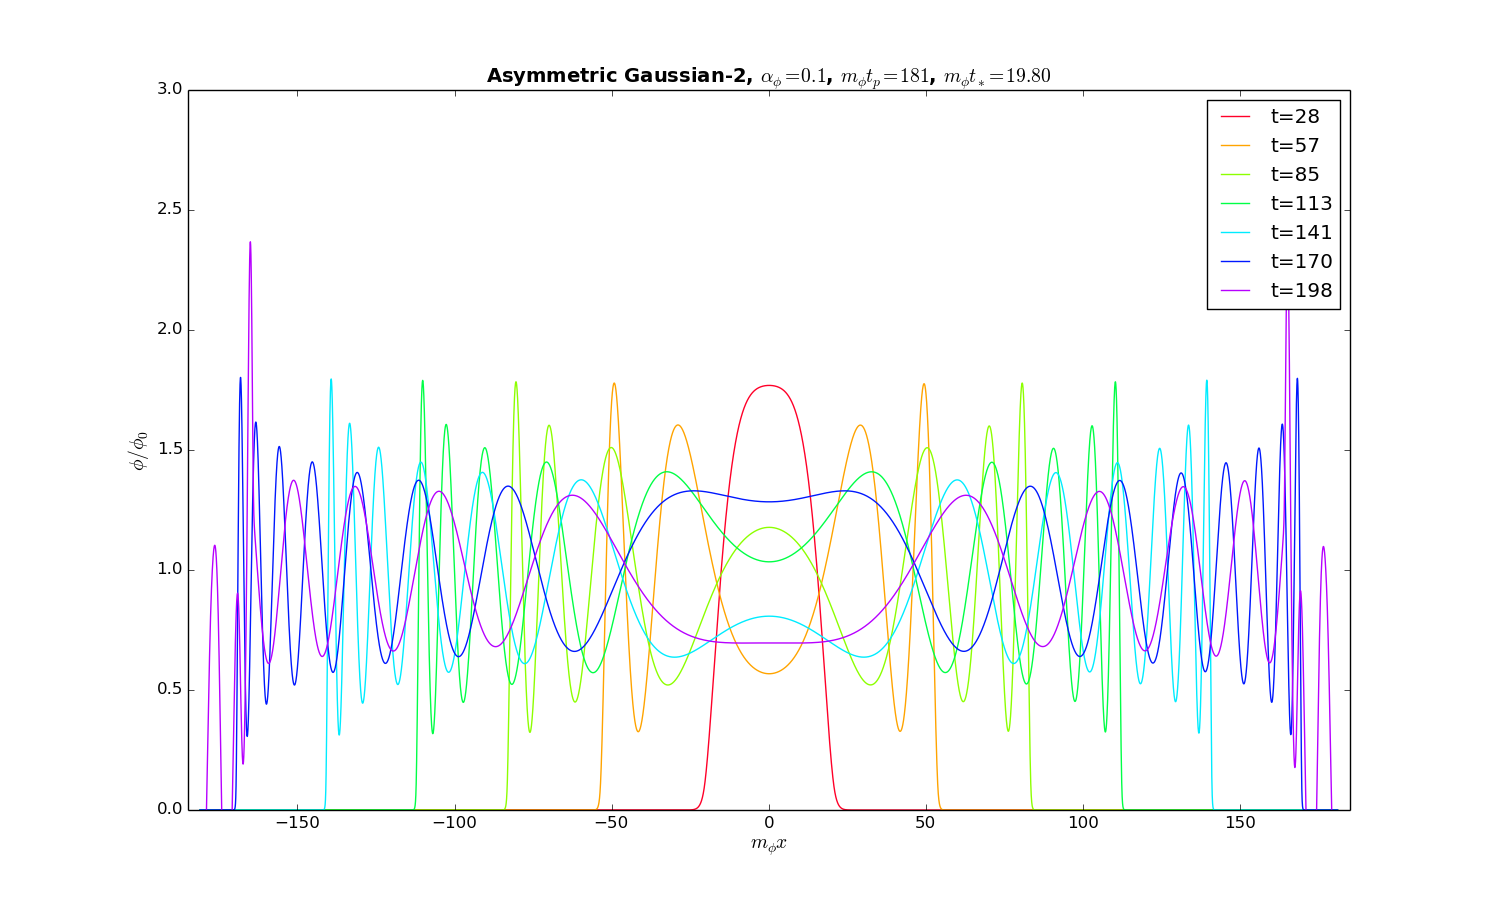 Asymmetric Gaussian-2, α_ϕ=0.1, m_ϕt_p=181, m_ϕt_*=19.80
3.0
2.5
2.0
1.5
1.0
0.5
0.0
ϕ/ϕ_0
t=28
t=57
t=85
t=113
t=141
t=170
t=198
−150 −100 −50 0 50 100 150
m_ϕx